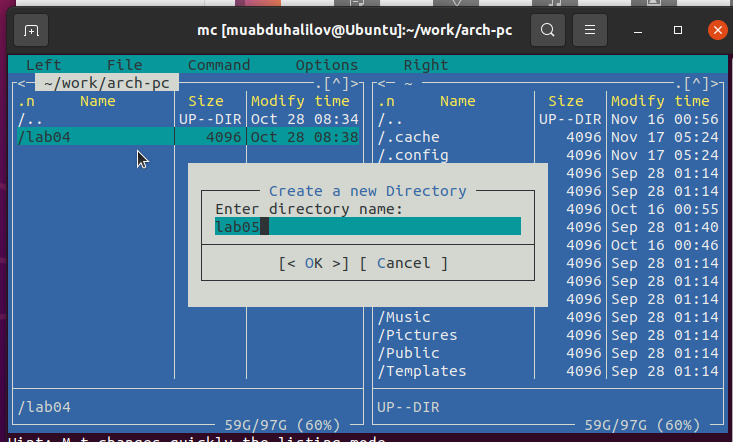 mc [muabduhalilov@Ubuntu]:~/work/arch-pc
Left File Command Options Right
<─ ~/work/arch-pc .[^]>
.n Name Size Modify time
/.. UP--DIR Oct 28 08:34
/lab04 4096 Oct 28 08:38
/lab04
59G/97G (60%)
<─ ~ .[^]>
.n Name Size Modify time
/.. UP--DIR Nov 16 00:56
/.cache 4096 Nov 17 05:24
/.config 4096 Nov 17 05:24
4096 Sep 28 01:14
4096 Sep 28 01:14
4096 Oct 16 00:55
4096 Sep 28 01:40
4096 Oct 16 00:46
4096 Sep 28 01:14
4096 Sep 28 01:14
4096 Sep 28 01:14
/Music 4096 Sep 28 01:14
/Pictures 4096 Sep 28 01:14
/Public 4096 Sep 28 01:14
/Templates 4096 Sep 28 01:14
UP--DIR
59G/97G (60%)
Create a new Directory
Enter directory name:
lab05
[< OK >] [ Cancel ]
Hint: M-t changes quickly the listing mode